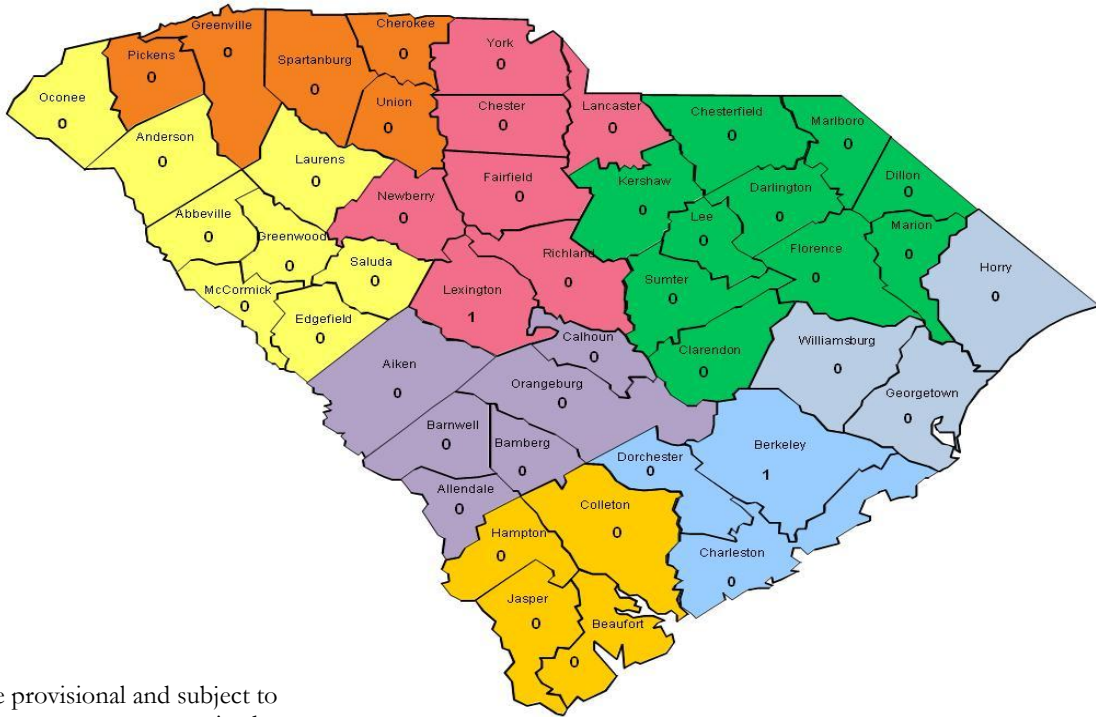 Greenville
0
Cherokee
0
Pickens
0
Spartanburg
0
York
0
Oconee
0
Union
0
Chester
0
Lancaster
0
Chesterfield
0
Marlboro
0
Anderson
0
Laurens
0
Fairfield
0
Kershaw
0
Darlington
0
Dillon
0
Newberry
0
Abbeville
0
Greenwood
0
Lee
0
Marion
0
Florence
0
Saluda
0
Richland
0
Horry
0
McCormick
0
Lexington
1
Sumter
0
Edgefield
0
Calhoun
0
Clarendon
0
Williamsburg
0
Aiken
0
Orangeburg
0
Georgetown
0
Barnwell
0
Bamberg
0
Dorchester
0
Berkeley
1
Allendale
0
Colleton
0
Hampton
0
Charleston
0
Jasper
0
Beaufort
0
e provisional and subject to